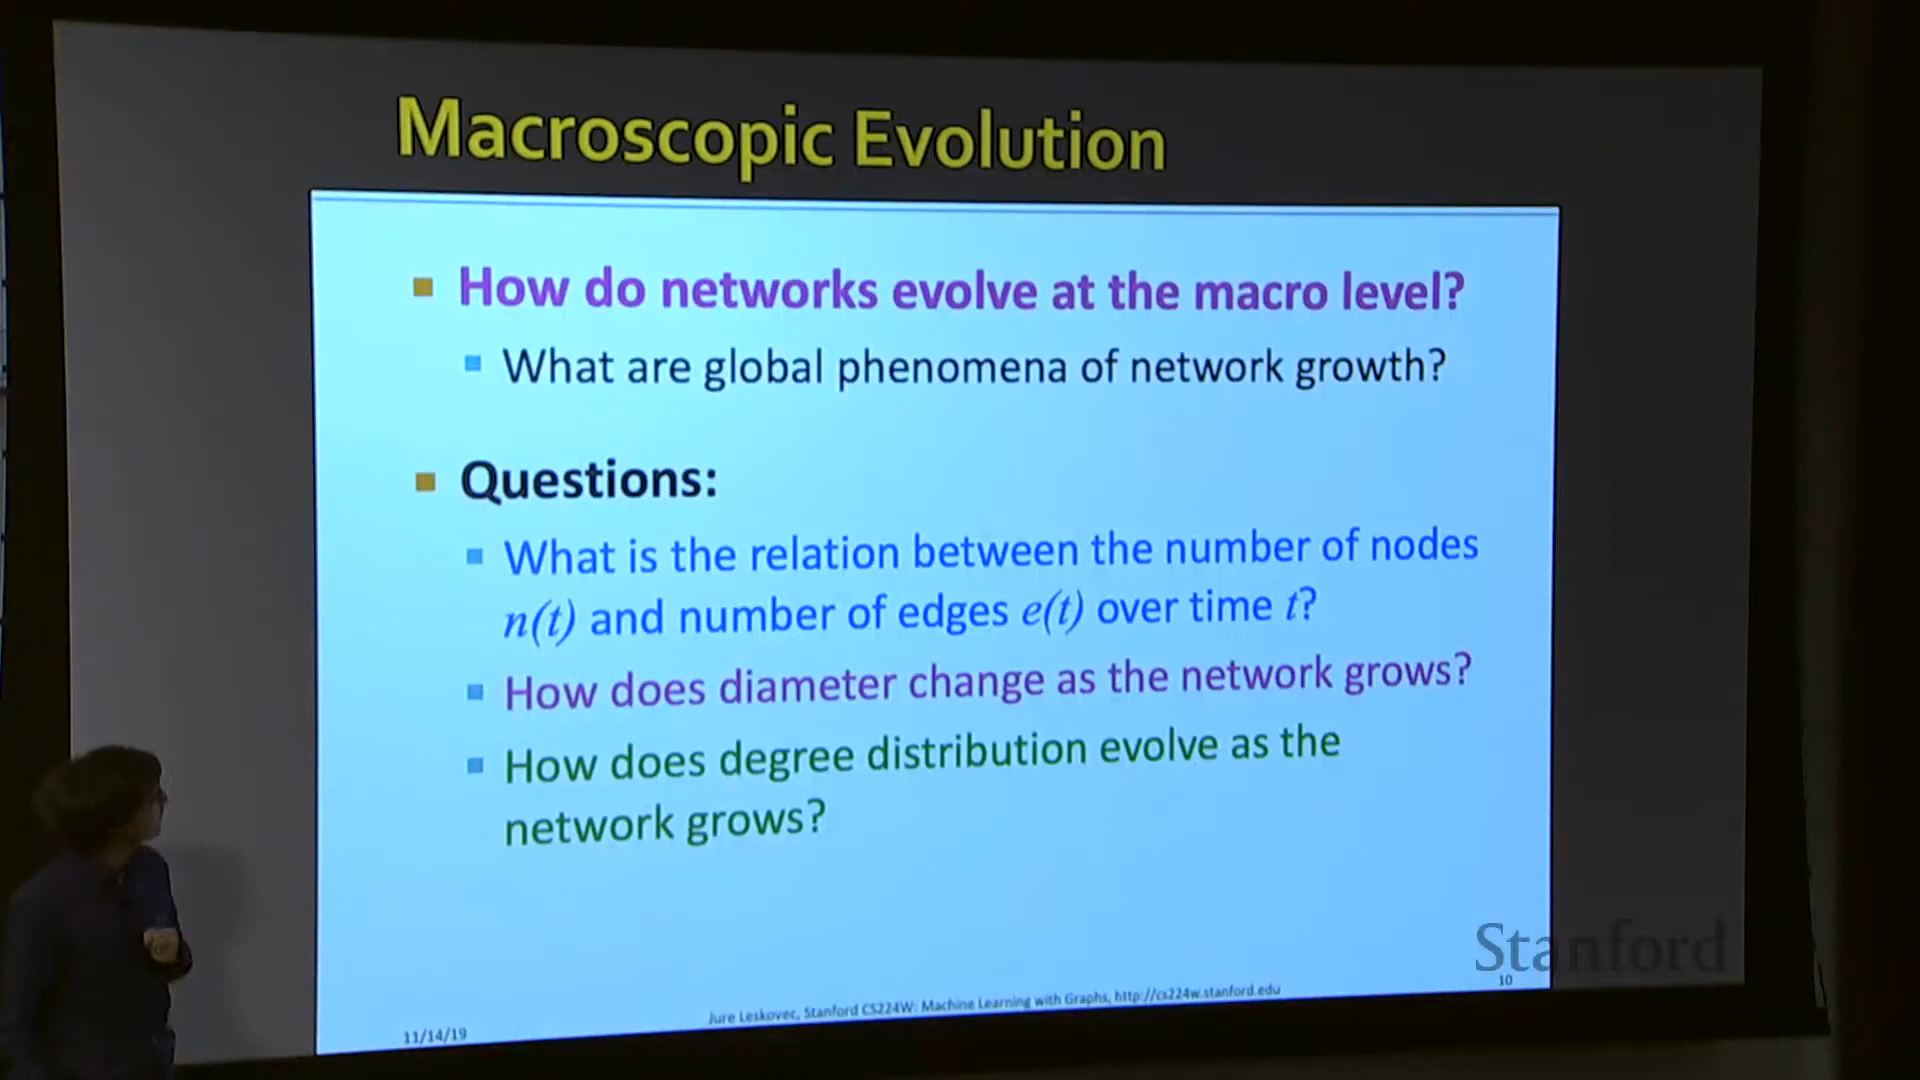 Macroscopic Evolution
How do networks evolve at the macro level?
What are global phenomena of network growth?
Questions:
What is the relation between the number of nodes
n(t) and number of edges e(t) over time t?
How does diameter change as the network grows?
How does degree distribution evolve as the
network grows?
Stanford
10
Jure Leskovec, Stanford CS224W: Machine Learning with Graphs, http://cs224w.stanford.edu
11/14/19